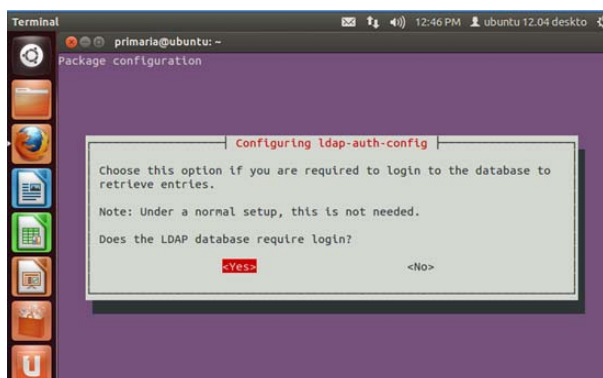 Terminal
12:46 PM
ubuntu 12.04 deskto
primaria@ubuntu: ~
Package configuration
Configuring ldap-auth-config
Choose this option if you are required to login to the database to
retrieve entries.
Note: Under a normal setup, this is not needed.
Does the LDAP database require login?
<Yes>
<No>